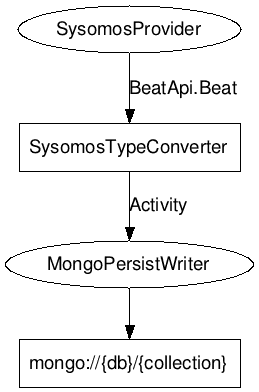 SysomosProvider
BeatApi.Beat
SysomosTypeConverter
Activity
MongoPersistWriter
mongo://{db}/{collection}